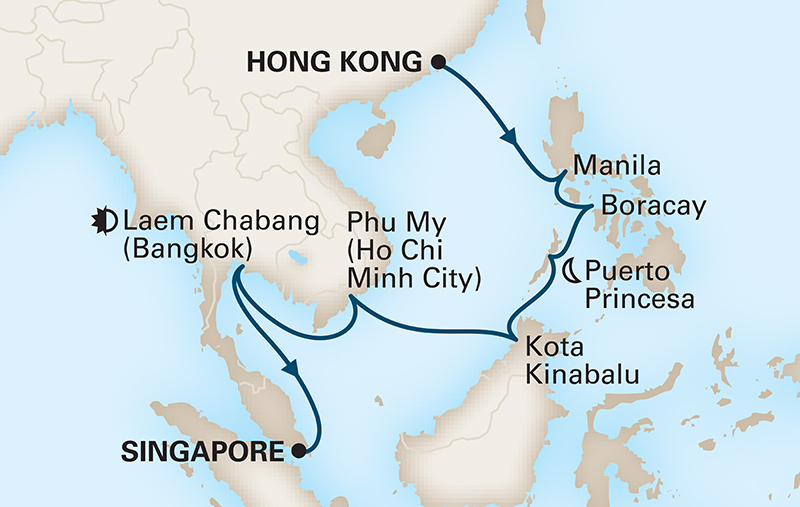 HONG KONG
Manila
Boracay
Laem Chabang
(Bangkok)
Phu My
(Ho Chi
Minh City)
Puerto
Princesa
Kota
Kinabalu
SINGAPORE